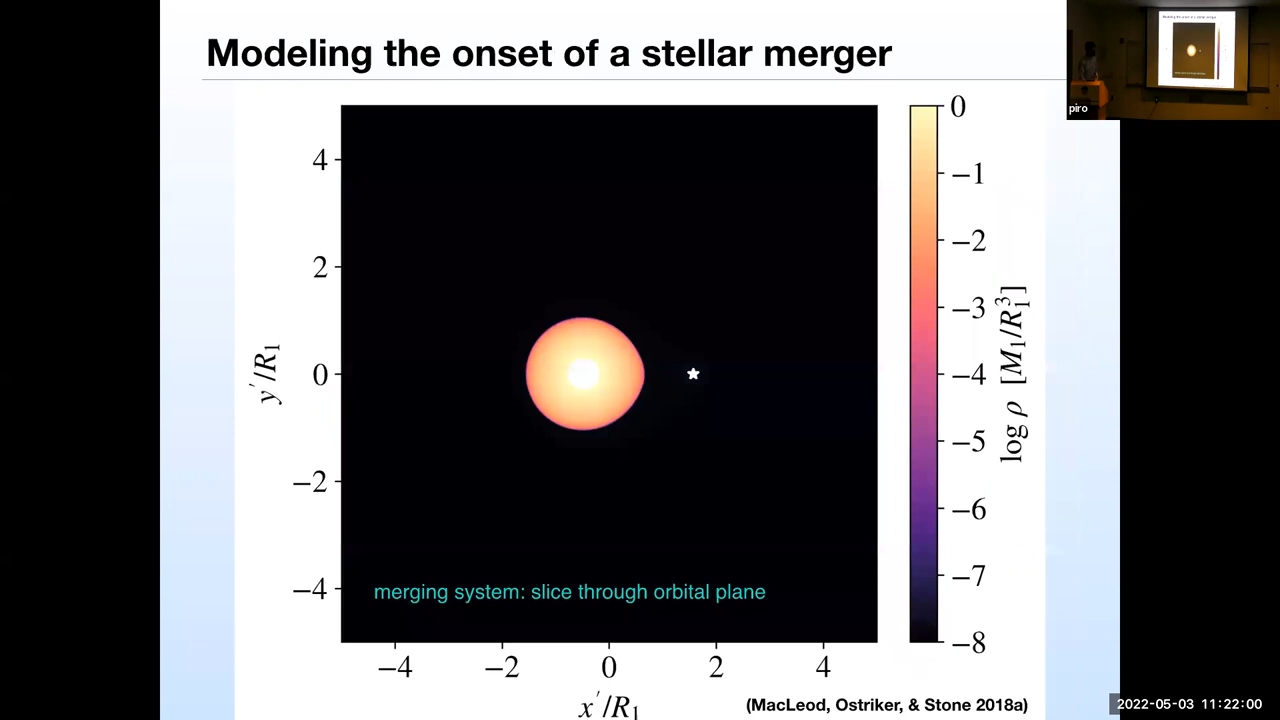 Modeling the onset of a stellar merger
piro
4
2
0
−2
−4
y′/R₁
−4
−2
0
2
4
x′/R₁
merging system: slice through orbital plane
0
−1
−2
−3
−4
−5
−6
−7
−8
log ρ [M₁/R₁³]
(MacLeod, Ostriker, & Stone 2018a)
2022-05-03 11:22:00